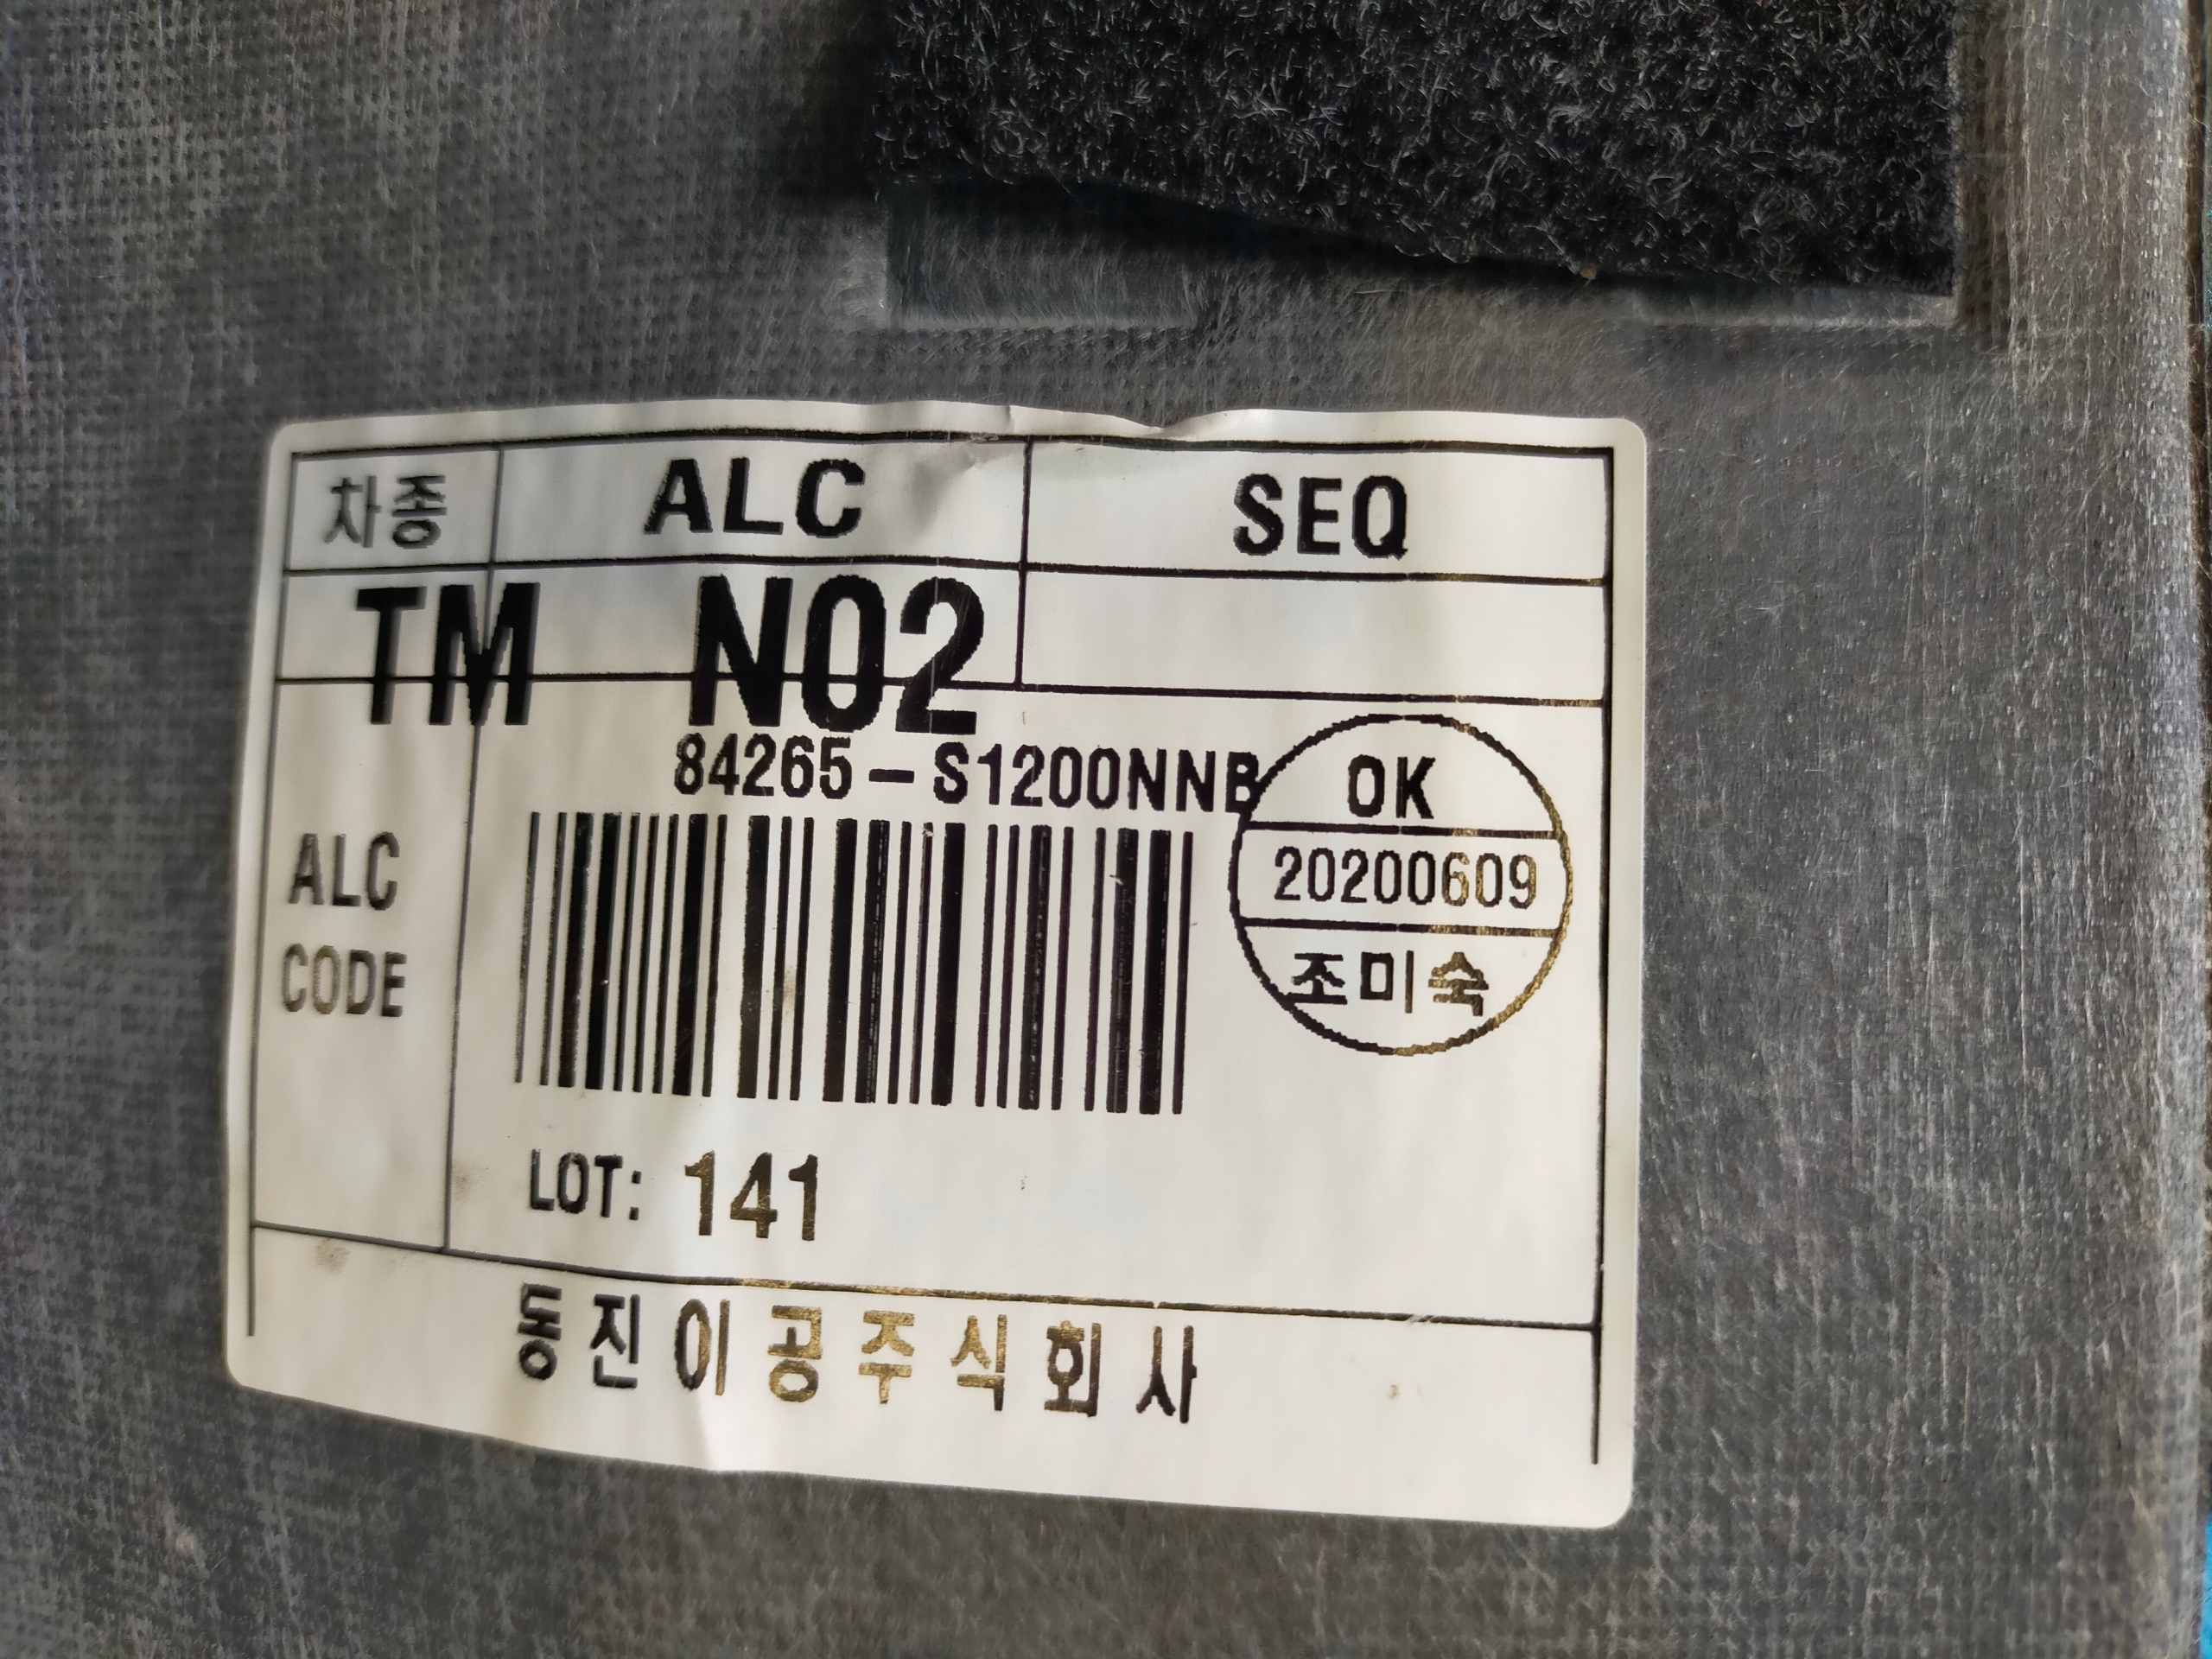 차종 ALC SEQ
TM N02
84265-S1200NNB
OK
20200609
조미숙
ALC
CODE
LOT: 141
동진이공주식회사